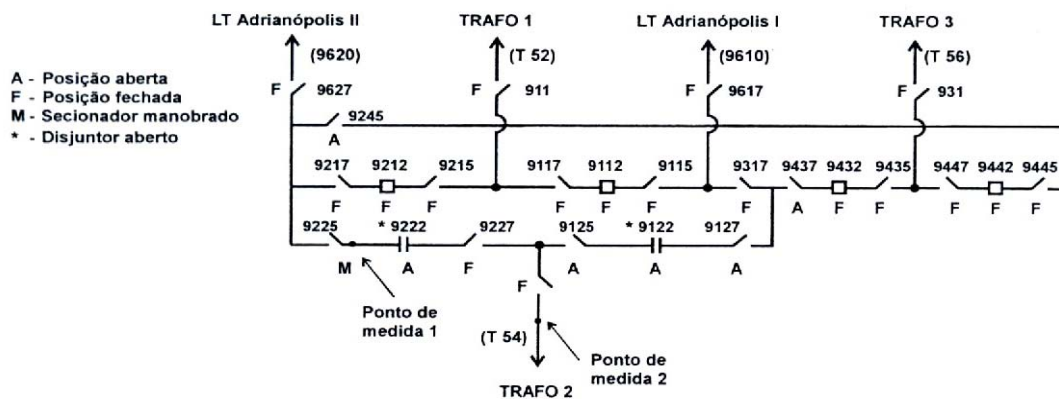 LT Adrianópolis II TRAFO 1 LT Adrianópolis I TRAFO 3
(9620) (T 52) (9610) (T 56)
A - Posição aberta
F - Posição fechada
M - Secionador manobrado
* - Disjuntor aberto
F 9627 F 911 F 9617 F 931
9245
A
9217 9212 9215 9117 9112 9115 9317 9437 9432 9435 9447 9442 9445
F F F F F F F A F F F F F
9225 * 9222 9227 9125 * 9122 9127
M A F A A A
F
Ponto de
medida 1
(T 54)
Ponto de
medida 2
TRAFO 2